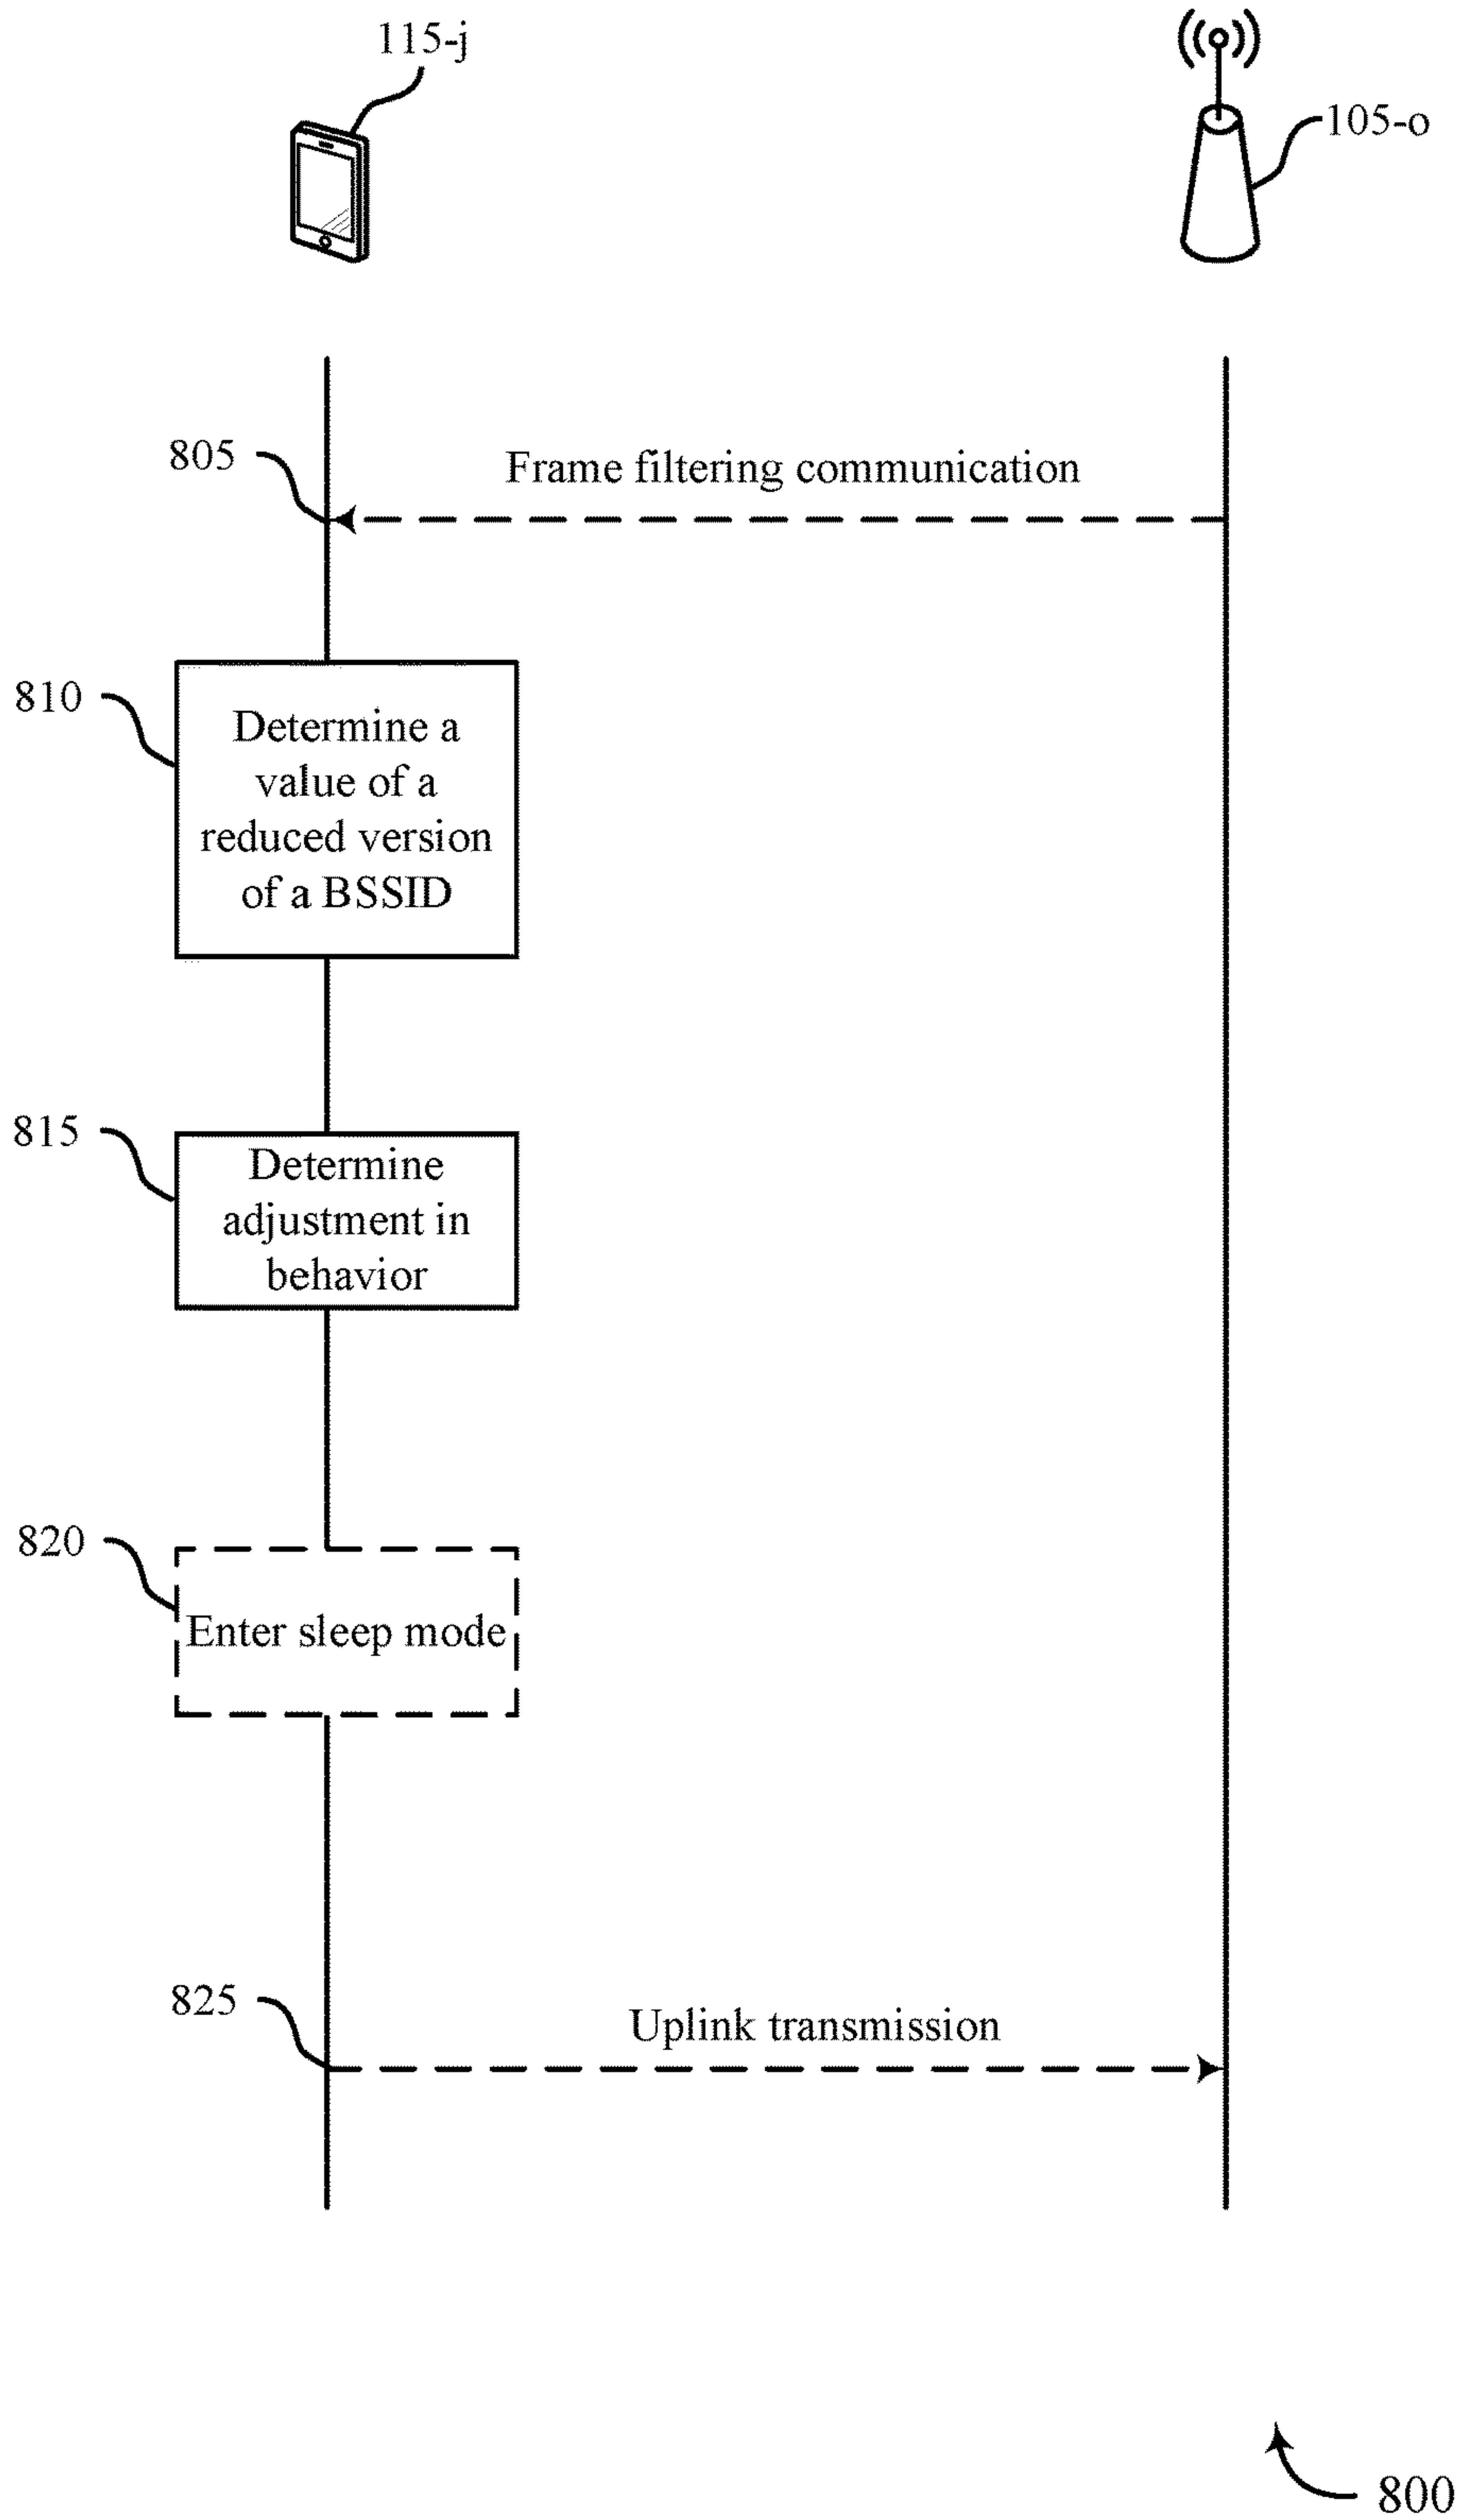 115-j
105-o
805
Frame filtering communication
810
Determine a
value of a
reduced version
of a BSSID
815
Determine
adjustment in
behavior
820
Enter sleep mode
825
Uplink transmission
800